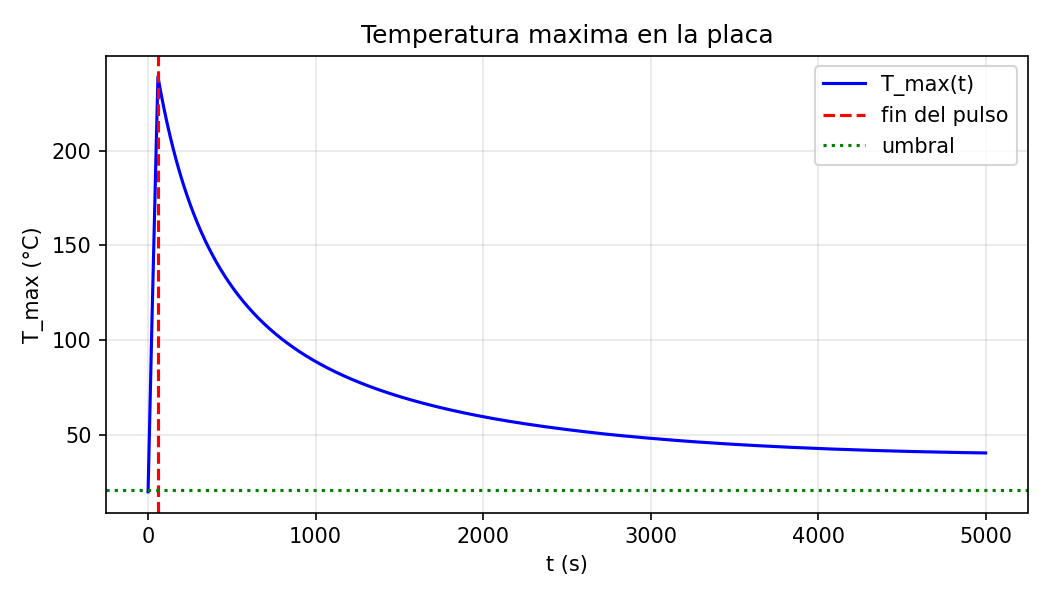 Temperatura maxima en la placa
T_max (°C)
200
150
100
50
T_max(t)
fin del pulso
umbral
0 1000 2000 3000 4000 5000
t (s)